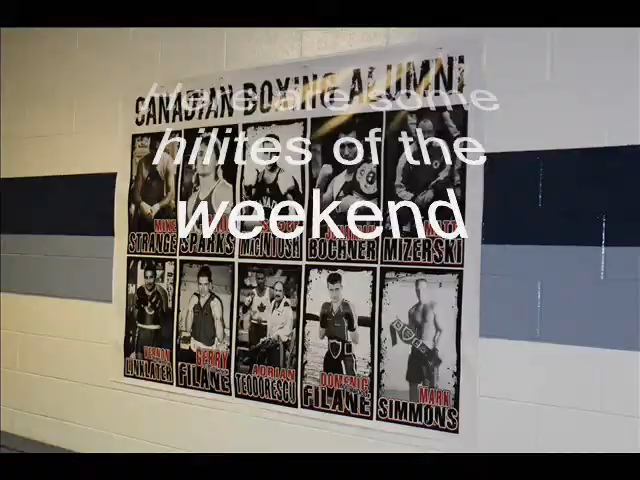 CANADIAN BOXING ALUMNI
Here are some
hilites of the
weekend
STRANGE
SPARKS
MCINTOSH
BOCHNER
MIZERSKI
VERNON
LINKLATER
GERRY
FILANE
ADRIAN
TEODORESCU
DOMENIC
FILANE
MARK
SIMMONS